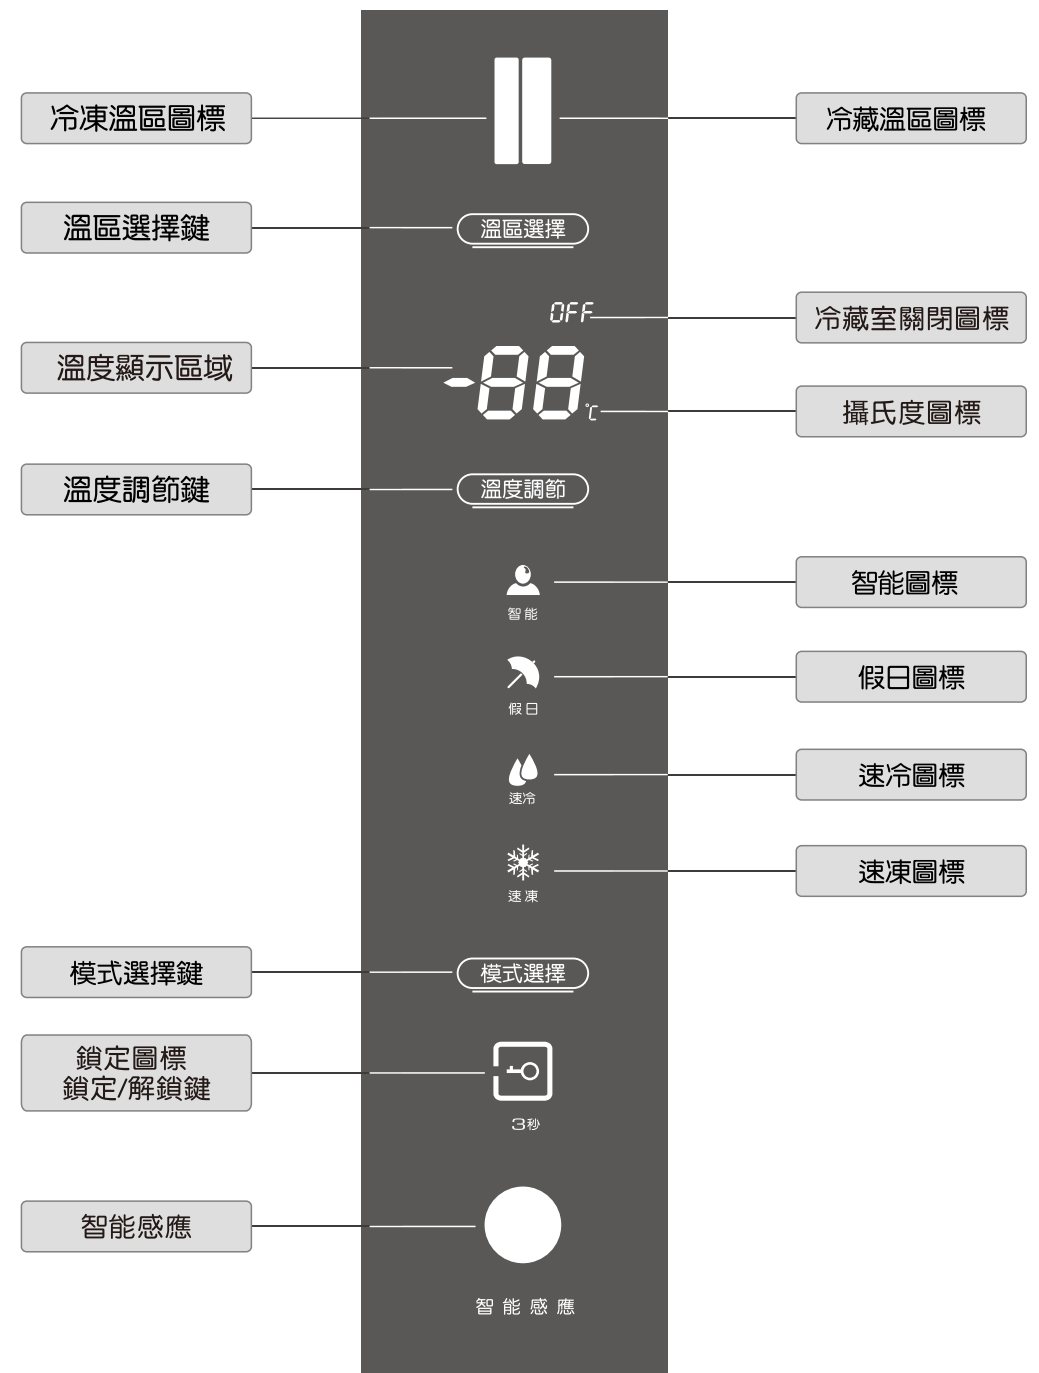 冷凍溫區圖標
冷藏溫區圖標
溫區選擇鍵
溫區選擇
OFF
冷藏室關閉圖標
溫度顯示區域
-88
°C
攝氏度圖標
溫度調節鍵
溫度調節
智能
智能圖標
假日
假日圖標
速冷
速冷圖標
速凍
速凍圖標
模式選擇鍵
模式選擇
鎖定圖標
鎖定/解鎖鍵
3秒
智能感應
智能感應